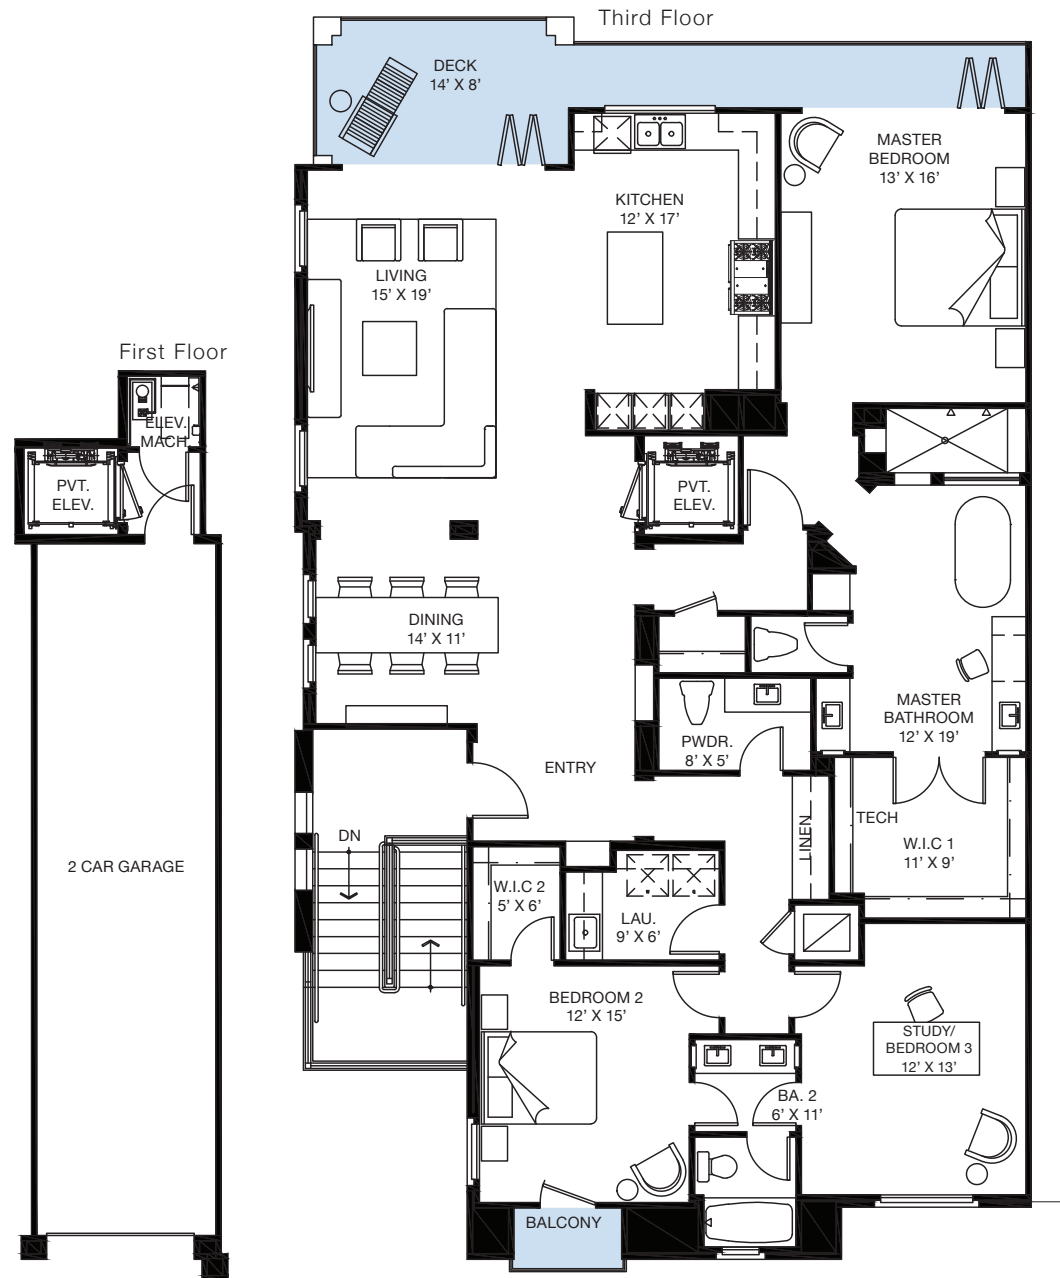 Third Floor
DECK
14' X 8'
MASTER
BEDROOM
13' X 16'
KITCHEN
12' X 17'
LIVING
15' X 19'
First Floor
ELEV.
MACH.
PVT.
ELEV.
PVT.
ELEV.
DINING
14' X 11'
MASTER
BATHROOM
12' X 19'
PWDR.
8' X 5'
ENTRY
DN
TECH
LINEN
W.I.C 1
11' X 9'
2 CAR GARAGE
W.I.C 2
5' X 6'
LAU.
9' X 6'
BEDROOM 2
12' X 15'
STUDY/
BEDROOM 3
12' X 13'
BA. 2
6' X 11'
BALCONY